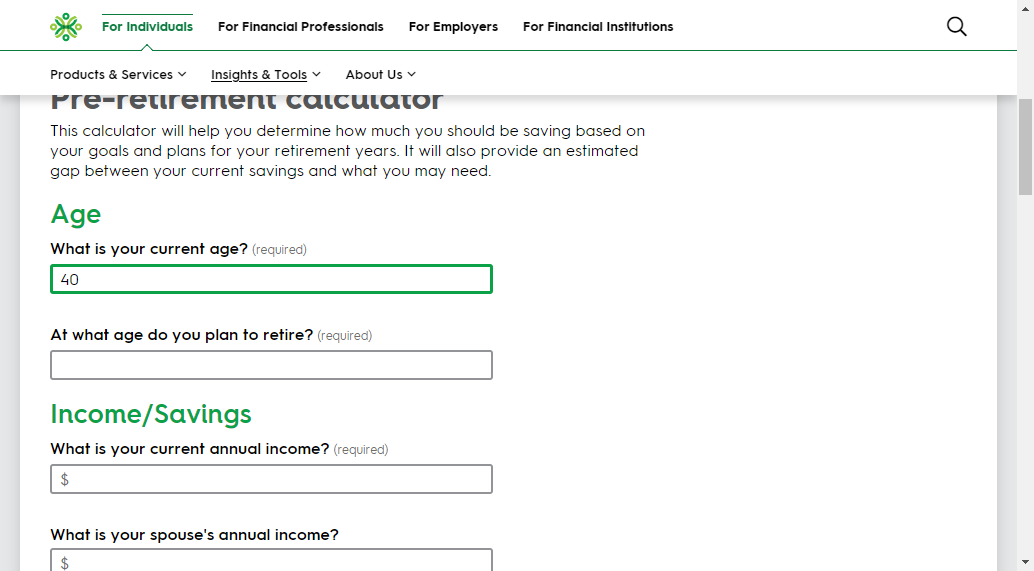 For Individuals For Financial Professionals For Employers For Financial Institutions
Products & Services Insights & Tools About Us
Pre-retirement calculator
This calculator will help you determine how much you should be saving based on
your goals and plans for your retirement years. It will also provide an estimated
gap between your current savings and what you may need.
Age
What is your current age? (required)
40
At what age do you plan to retire? (required)
Income/Savings
What is your current annual income? (required)
$
What is your spouse's annual income?
$